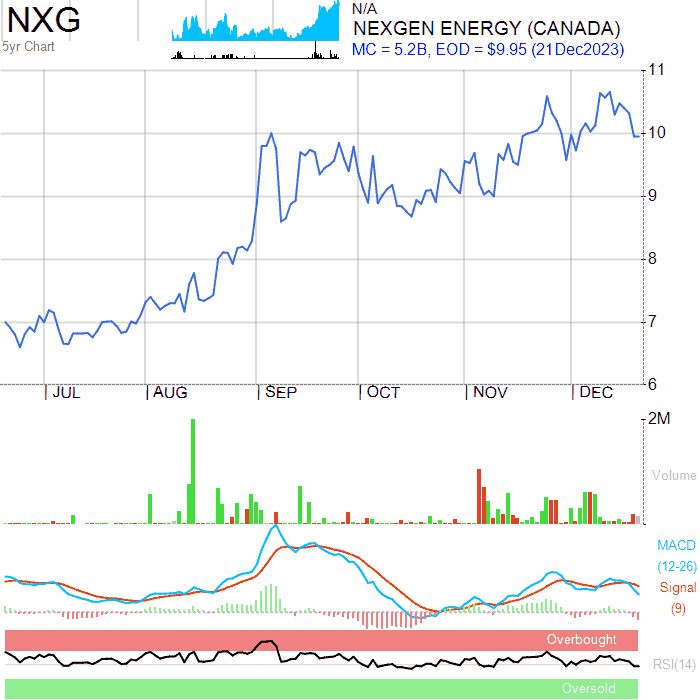 NXG
5yr Chart
N/A
NEXGEN ENERGY (CANADA)
MC = 5.2B, EOD = $9.95 (21Dec2023)
11
10
9
8
7
6
JUL AUG SEP OCT NOV DEC
2M
Volume
MACD
(12-26)
Signal
(9)
Overbought
RSI(14)
Oversold